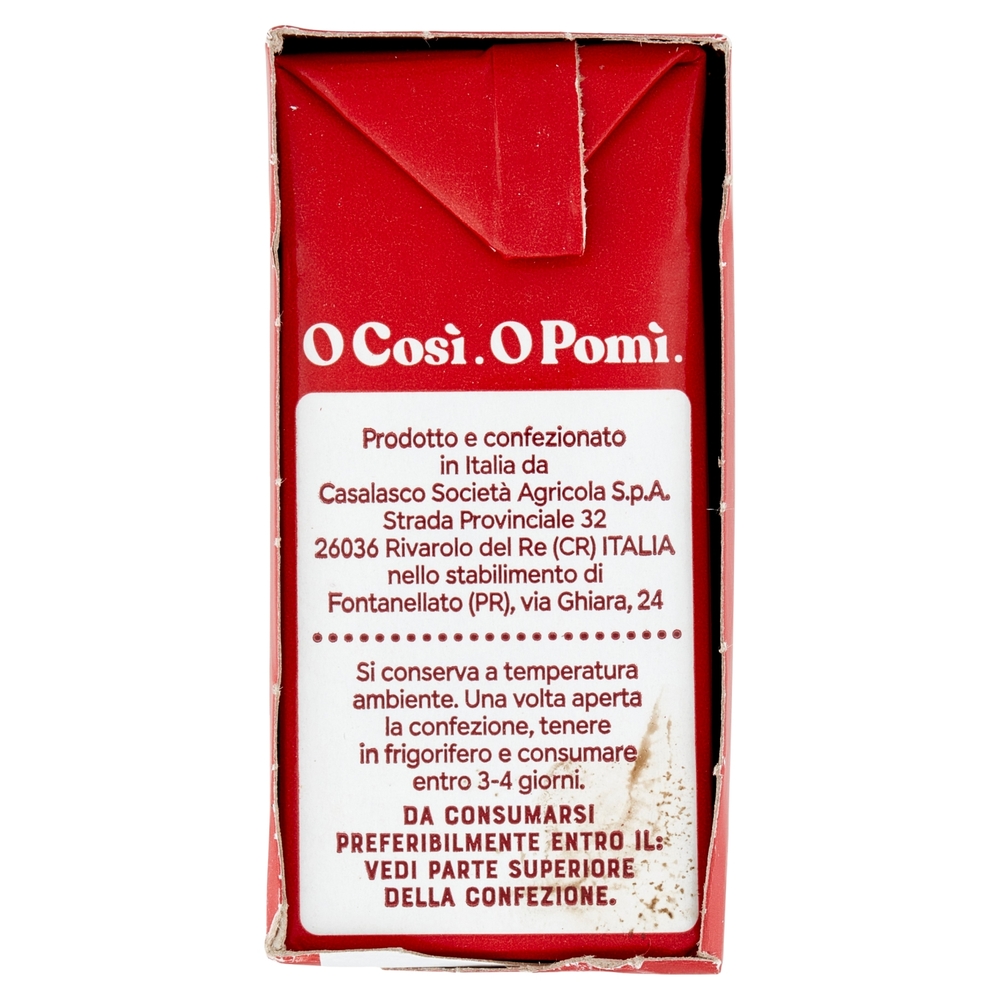 O Così. O Pomì.
Prodotto e confezionato
in Italia da
Casalasco Società Agricola S.p.A.
Strada Provinciale 32
26036 Rivarolo del Re (CR) ITALIA
nello stabilimento di
Fontanellato (PR), via Ghiara, 24
Si conserva a temperatura
ambiente. Una volta aperta
la confezione, tenere
in frigorifero e consumare
entro 3-4 giorni.
DA CONSUMARSI
PREFERIBILMENTE ENTRO IL:
VEDI PARTE SUPERIORE
DELLA CONFEZIONE.